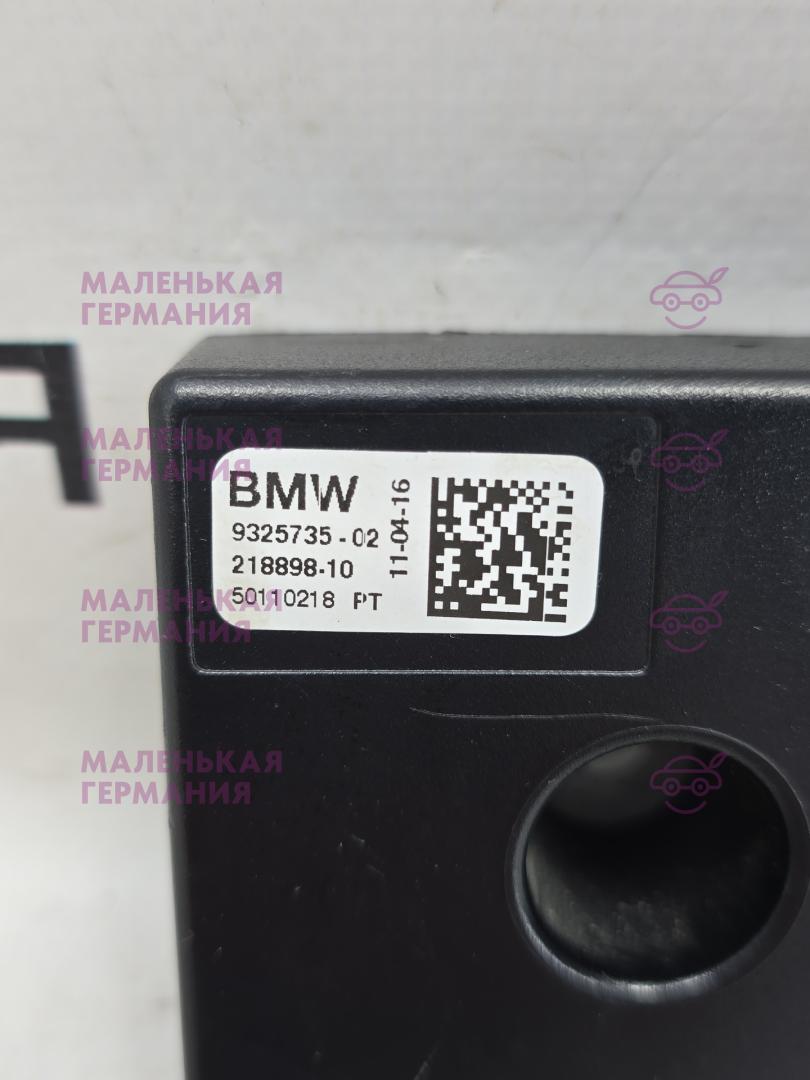 МАЛЕНЬКАЯ
ГЕРМАНИЯ
МАЛЕНЬКАЯ
ГЕРМАНИЯ
BMW
9325735-02
218898-10
50110218 PT
11-04-16
МАЛЕНЬКАЯ
ГЕРМАНИЯ
МАЛЕНЬКАЯ
ГЕРМАНИЯ